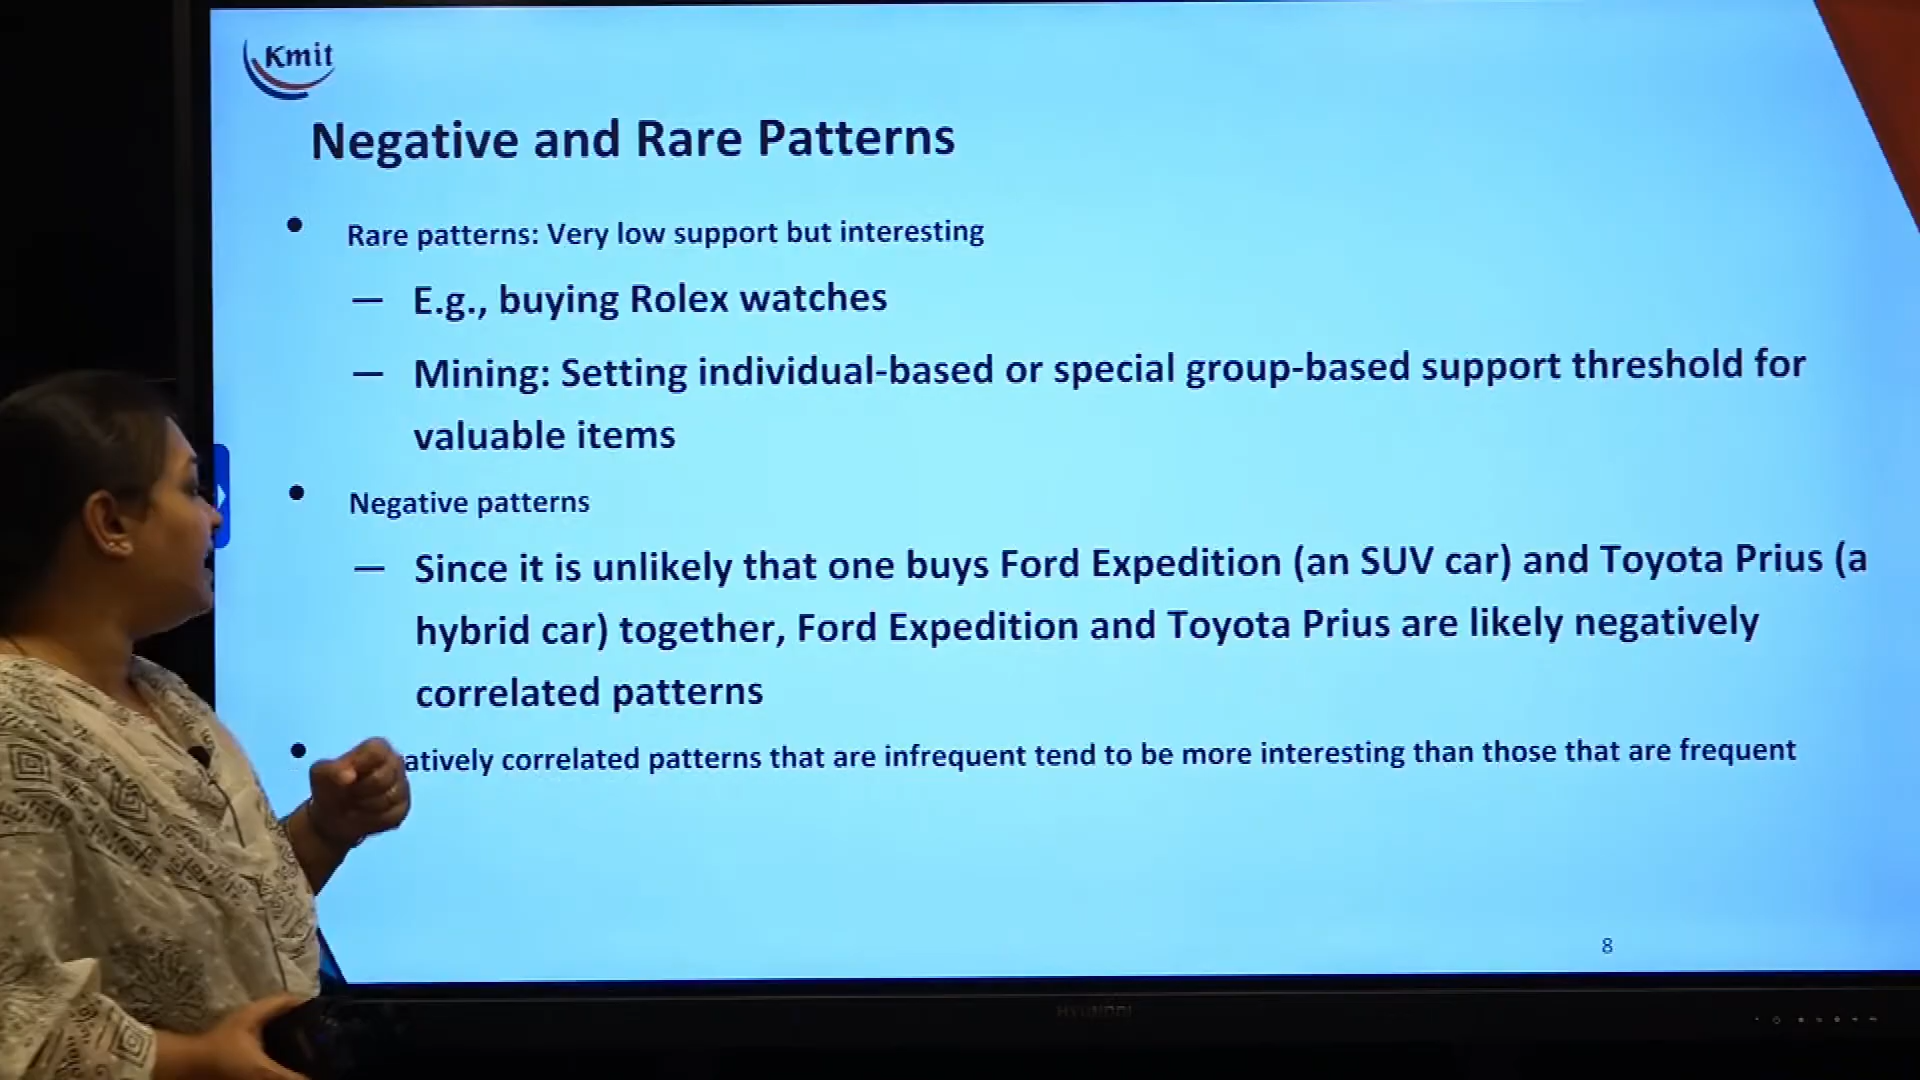 Kmit
Negative and Rare Patterns
• Rare patterns: Very low support but interesting
— E.g., buying Rolex watches
— Mining: Setting individual-based or special group-based support threshold for
valuable items
• Negative patterns
— Since it is unlikely that one buys Ford Expedition (an SUV car) and Toyota Prius (a
hybrid car) together, Ford Expedition and Toyota Prius are likely negatively
correlated patterns
• atively correlated patterns that are infrequent tend to be more interesting than those that are frequent
8
HYUNDAI